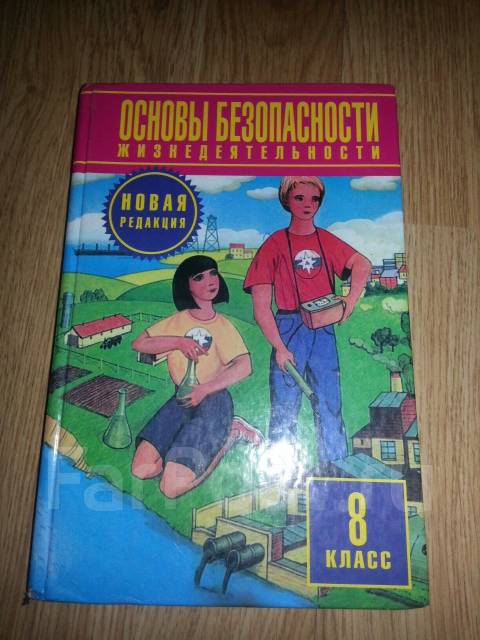 ОСНОВЫ БЕЗОПАСНОСТИ
ЖИЗНЕДЕЯТЕЛЬНОСТИ
НОВАЯ
РЕДАКЦИЯ
8
КЛАСС